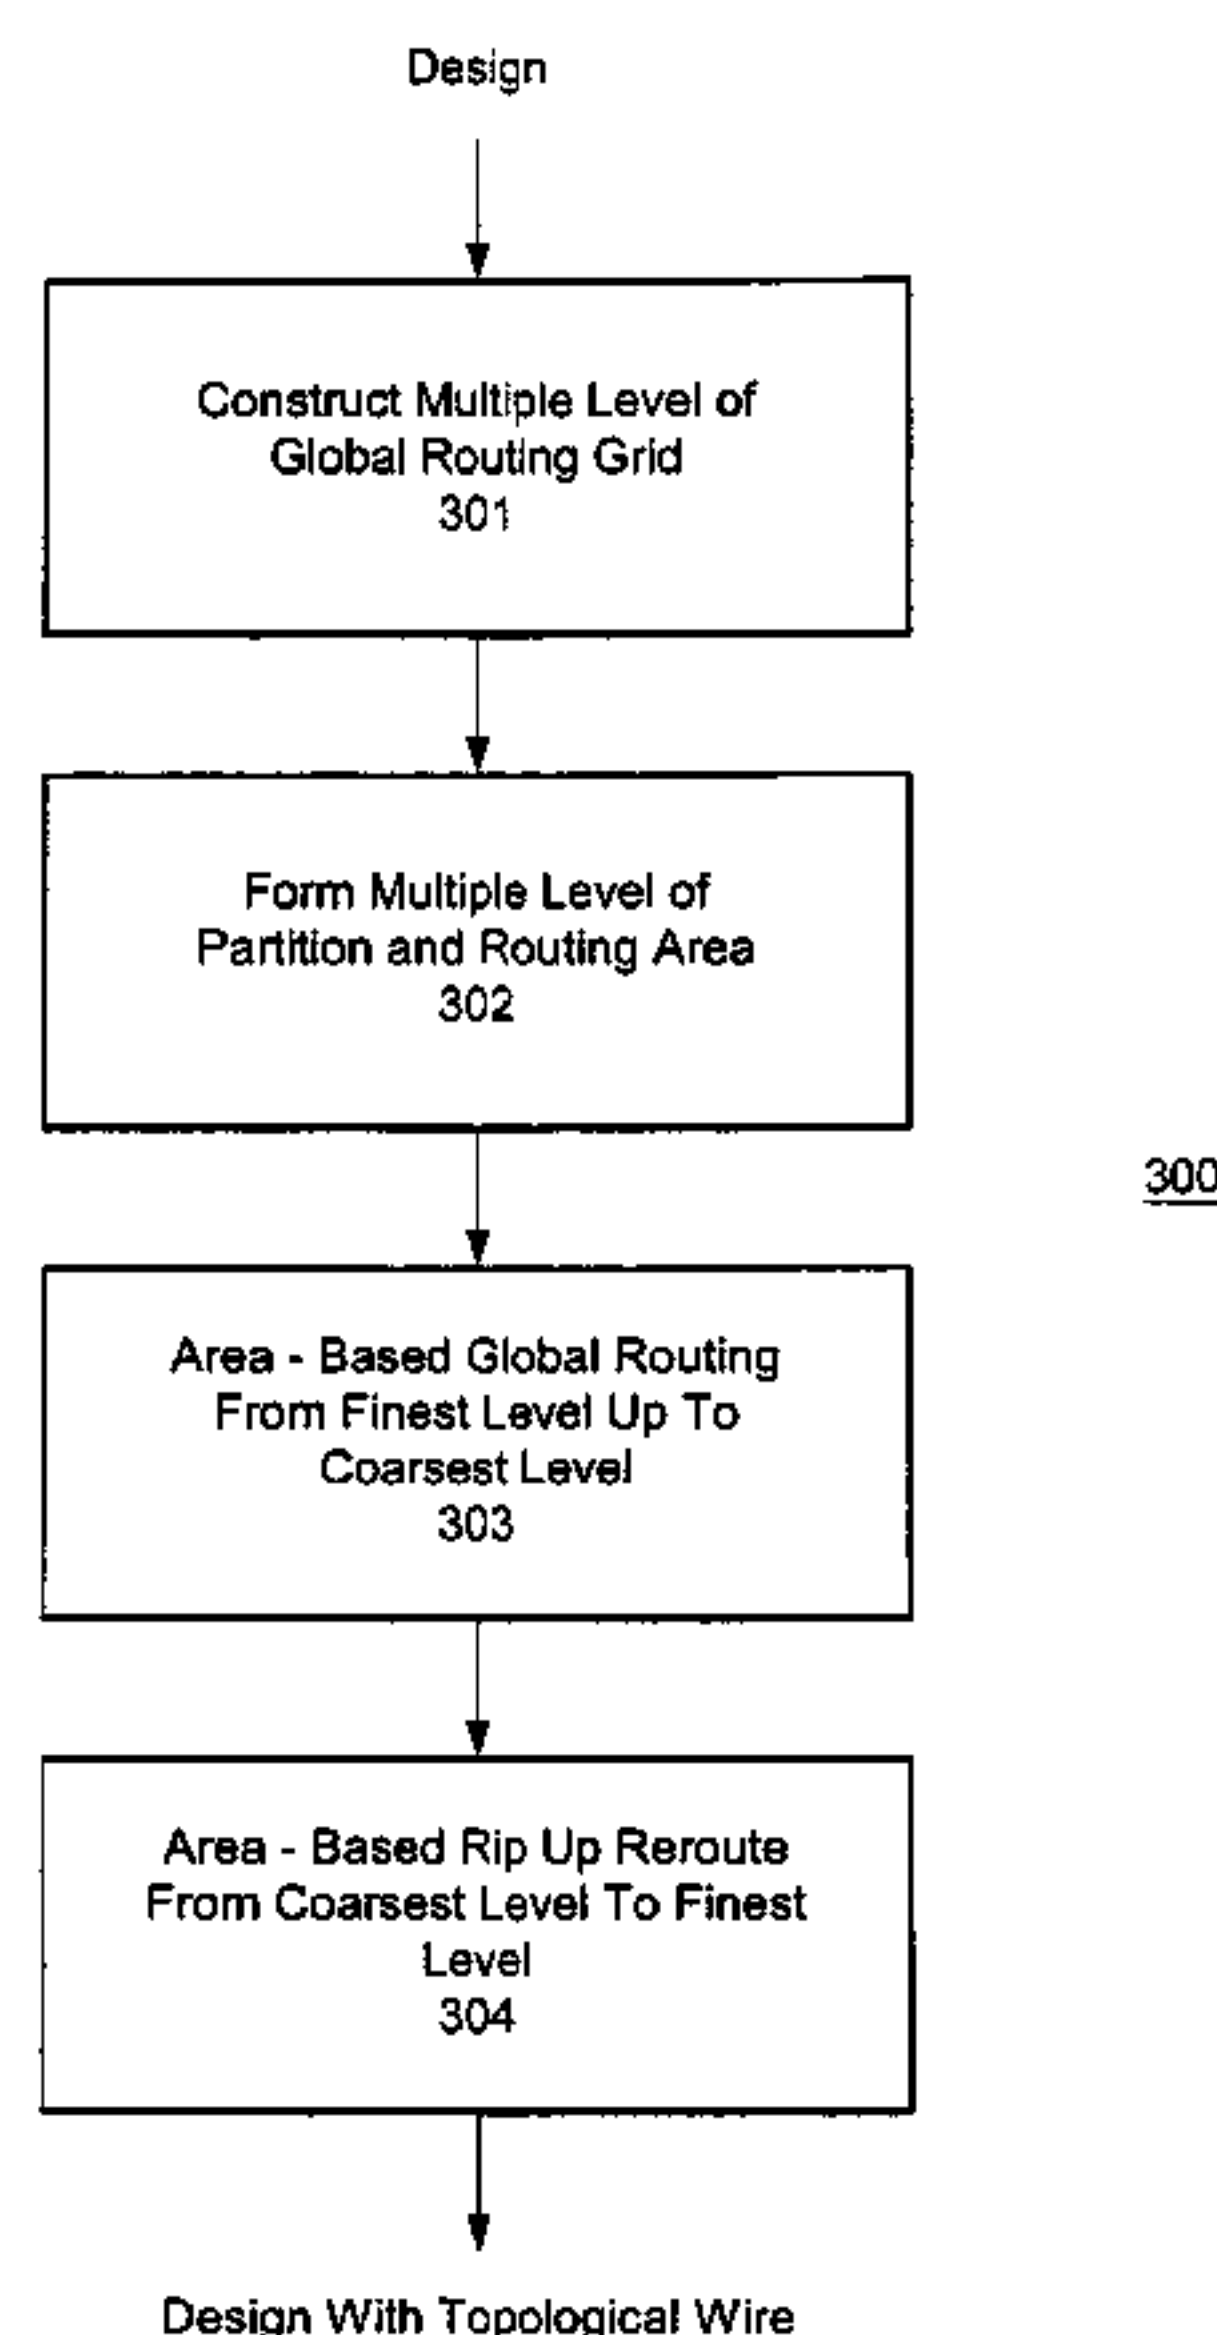 Design
Construct Multiple Level of
Global Routing Grid
301
Form Multiple Level of
Partition and Routing Area
302
300
Area - Based Global Routing
From Finest Level Up To
Coarsest Level
303
Area - Based Rip Up Reroute
From Coarsest Level To Finest
Level
304
Design With Topological Wire